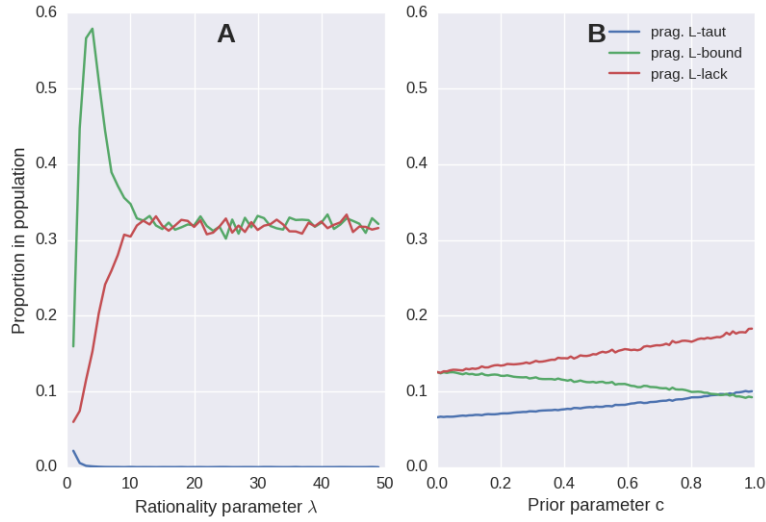 A
B
prag. L-taut
prag. L-bound
prag. L-lack
Proportion in population
0.6
0.5
0.4
0.3
0.2
0.1
0.0
0 10 20 30 40 50
Rationality parameter λ
0.6
0.5
0.4
0.3
0.2
0.1
0.0
0.0 0.2 0.4 0.6 0.8 1.0
Prior parameter c